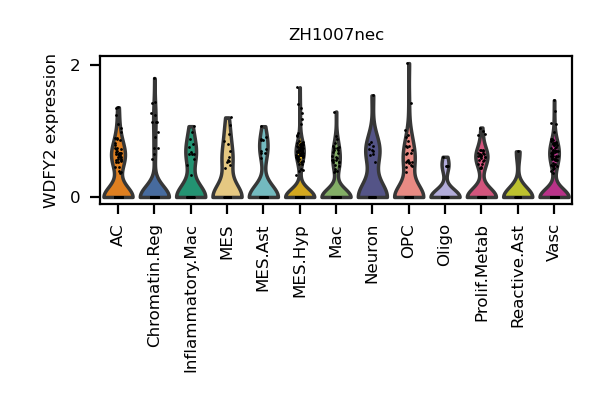 ZH1007nec
WDFY2 expression
2
0
AC
Chromatin.Reg
Inflammatory.Mac
MES
MES.Ast
MES.Hyp
Mac
Neuron
OPC
Oligo
Prolif.Metab
Reactive.Ast
Vasc